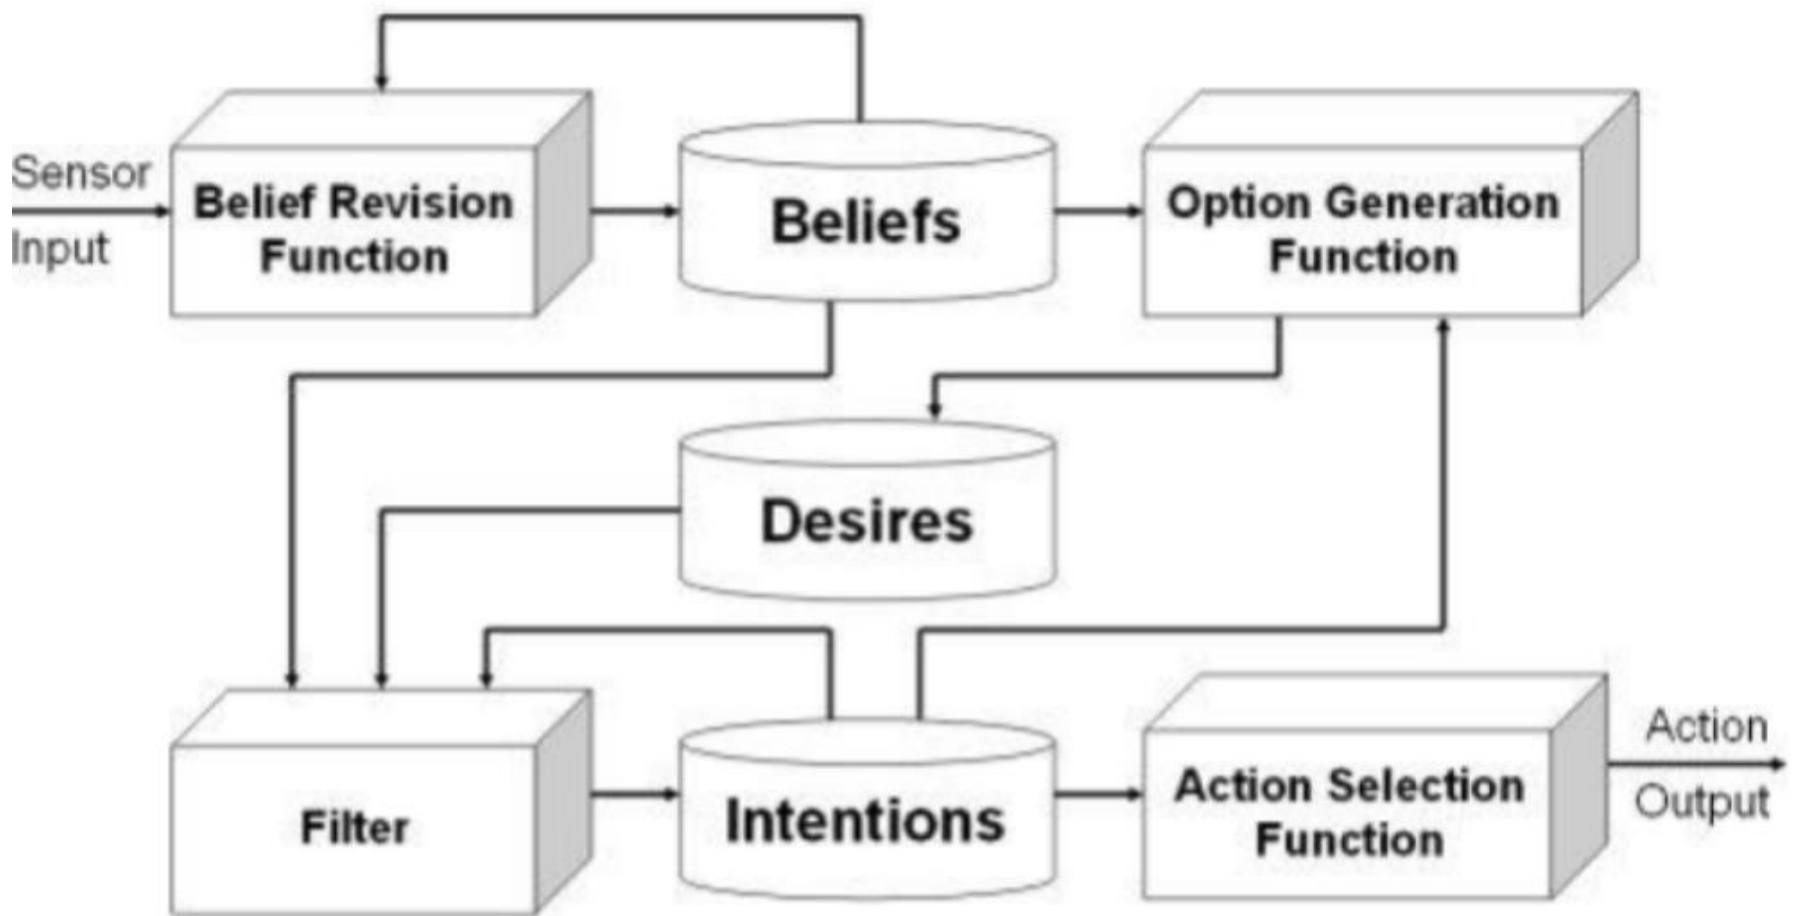 Sensor
Input
Belief Revision
Function
Beliefs
Option Generation
Function
Desires
Filter
Intentions
Action Selection
Function
Action
Output